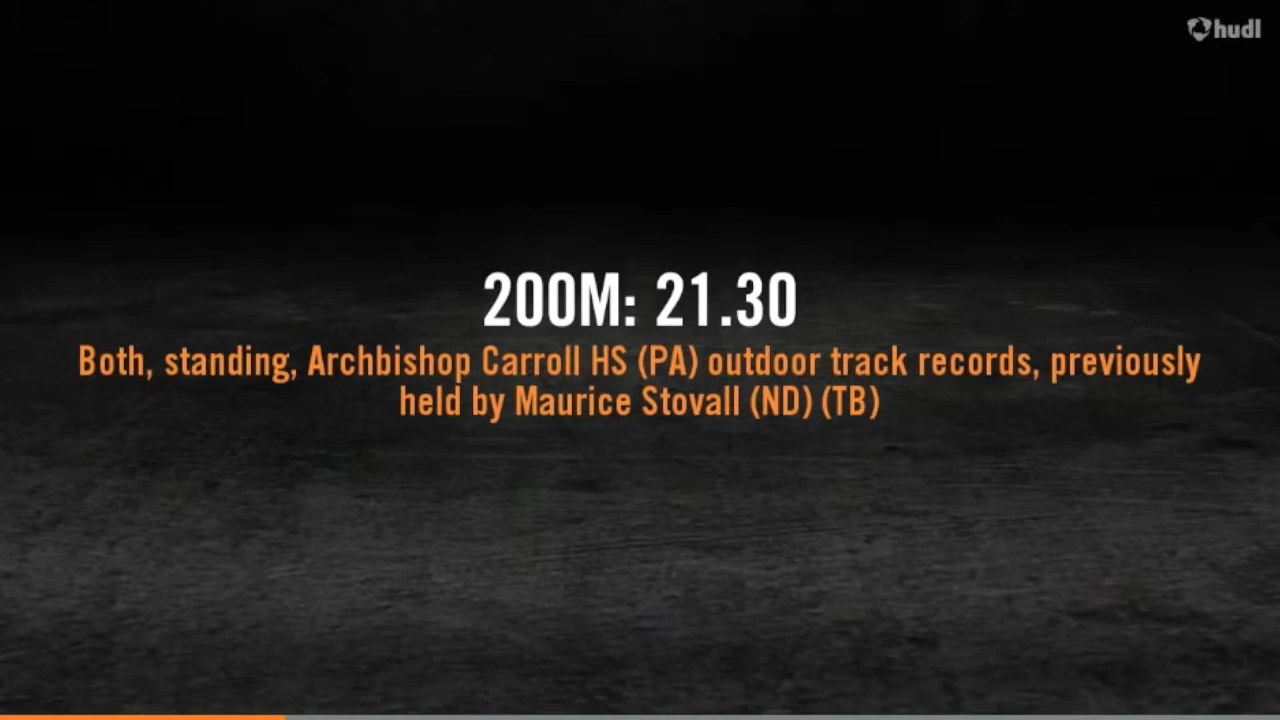 hudl
200M: 21.30
Both, standing, Archbishop Carroll HS (PA) outdoor track records, previously
held by Maurice Stovall (ND) (TB)